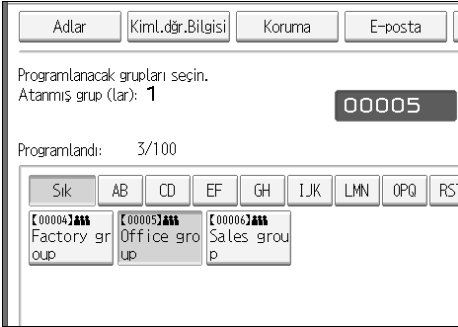 Adlar Kiml.dğr.Bilgisi Koruma E-posta
Programlanacak grupları seçin.
Atanmış grup (lar): 1
00005
Programlandı: 3/100
Sık AB CD EF GH IJK LMN OPQ RST
【00004】 【00005】 【00006】
Factory gr Office gro Sales grou
oup up p